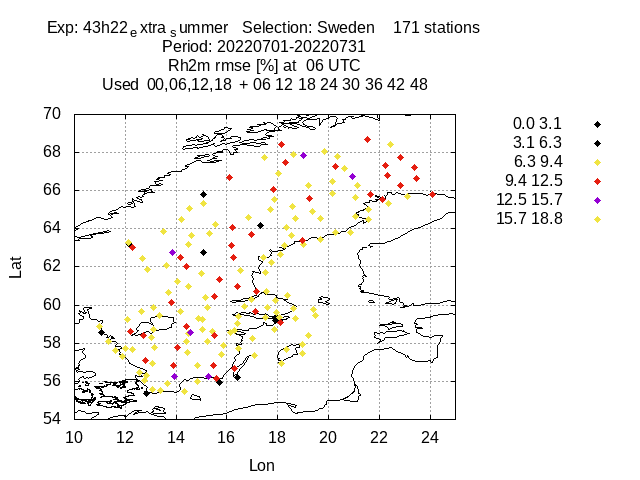 Exp: 43h22extrasummer   Selection: Sweden    171 stations
Period: 20220701-20220731
Rh2m rmse [%] at  06 UTC
Used  00,06,12,18  + 06 12 18 24 30 36 42 48
70
68
66
64
62
60
58
56
54
Lat
10 12 14 16 18 20 22 24
Lon
0.0 3.1
3.1 6.3
6.3 9.4
9.4 12.5
12.5 15.7
15.7 18.8